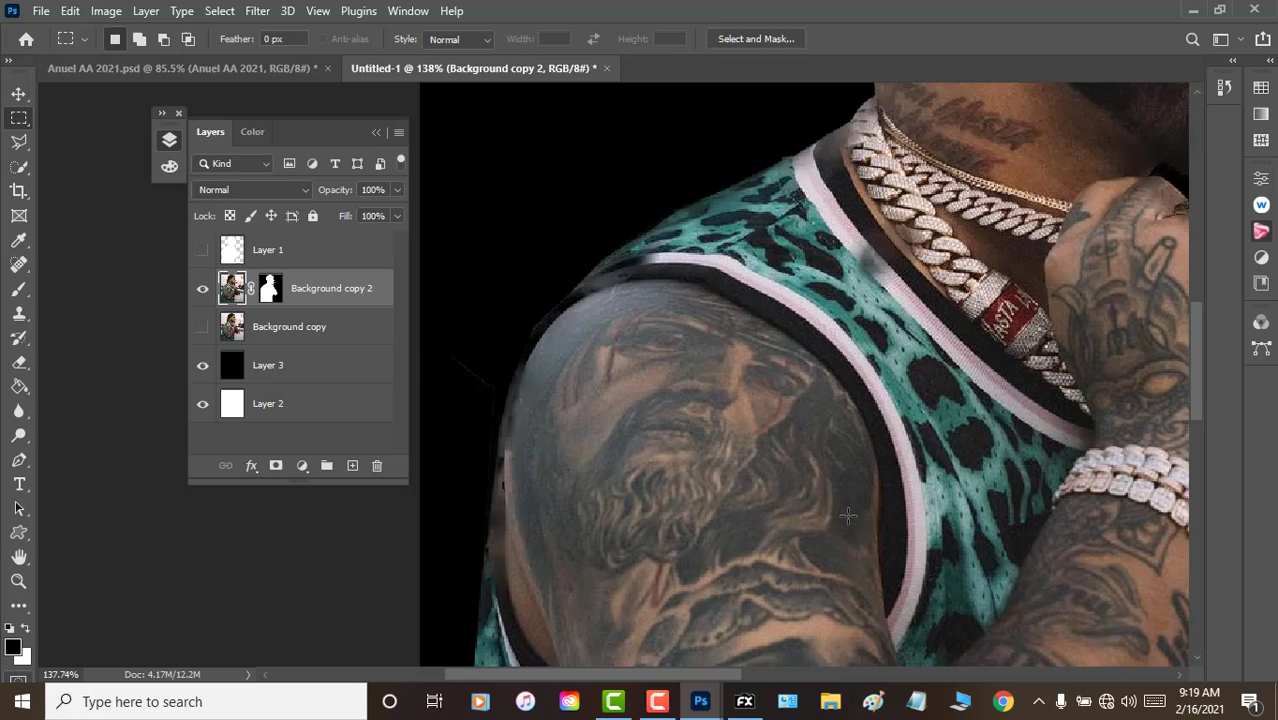 Ps File Edit Image Layer Type Select Filter 3D View Plugins Window Help
Feather: 0 px Anti-alias Style: Normal Width: Height: Select and Mask...
Anuel AA 2021.psd @ 85.5% (Anuel AA 2021, RGB/8#) * × Untitled-1 @ 138% (Background copy 2, RGB/8#) * ×
Layers Color
Kind
Normal Opacity: 100%
Lock: Fill: 100%
Layer 1
Background copy 2
Background copy
Layer 3
Layer 2
137.74% Doc: 4.17M/12.2M
Type here to search
Ps FX
9:19 AM
2/16/2021